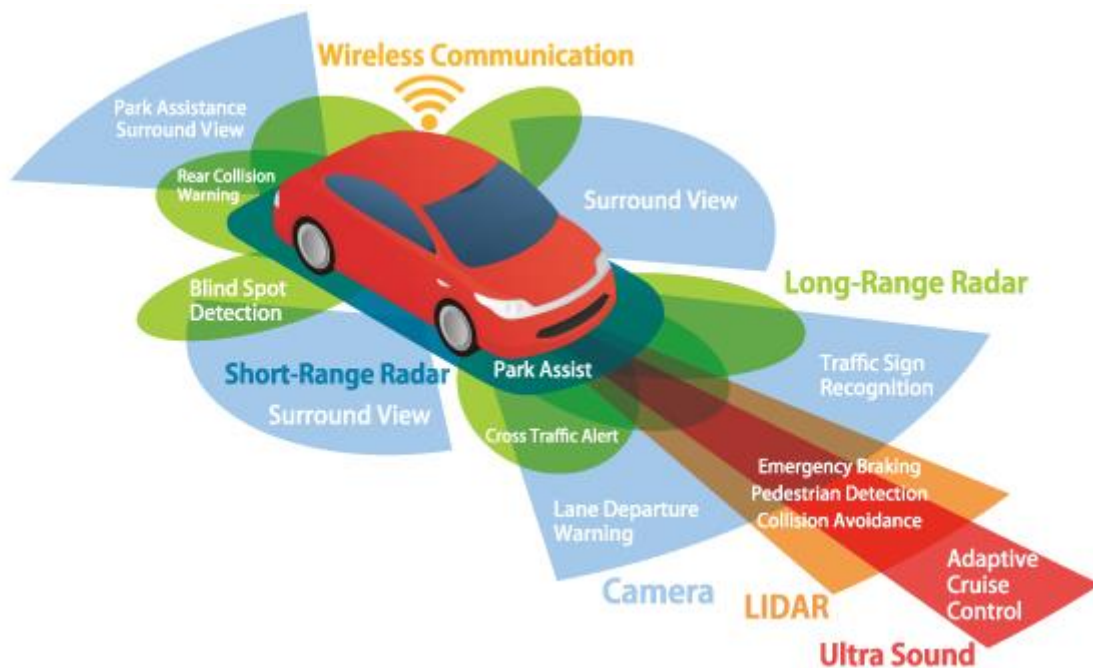 Wireless Communication
Park Assistance
Surround View
Rear Collision
Warning
Surround View
Blind Spot
Detection
Long-Range Radar
Short-Range Radar
Park Assist
Traffic Sign
Recognition
Surround View
Cross Traffic Alert
Emergency Braking
Pedestrian Detection
Collision Avoidance
Lane Departure
Warning
Adaptive
Cruise
Control
Camera
LIDAR
Ultra Sound